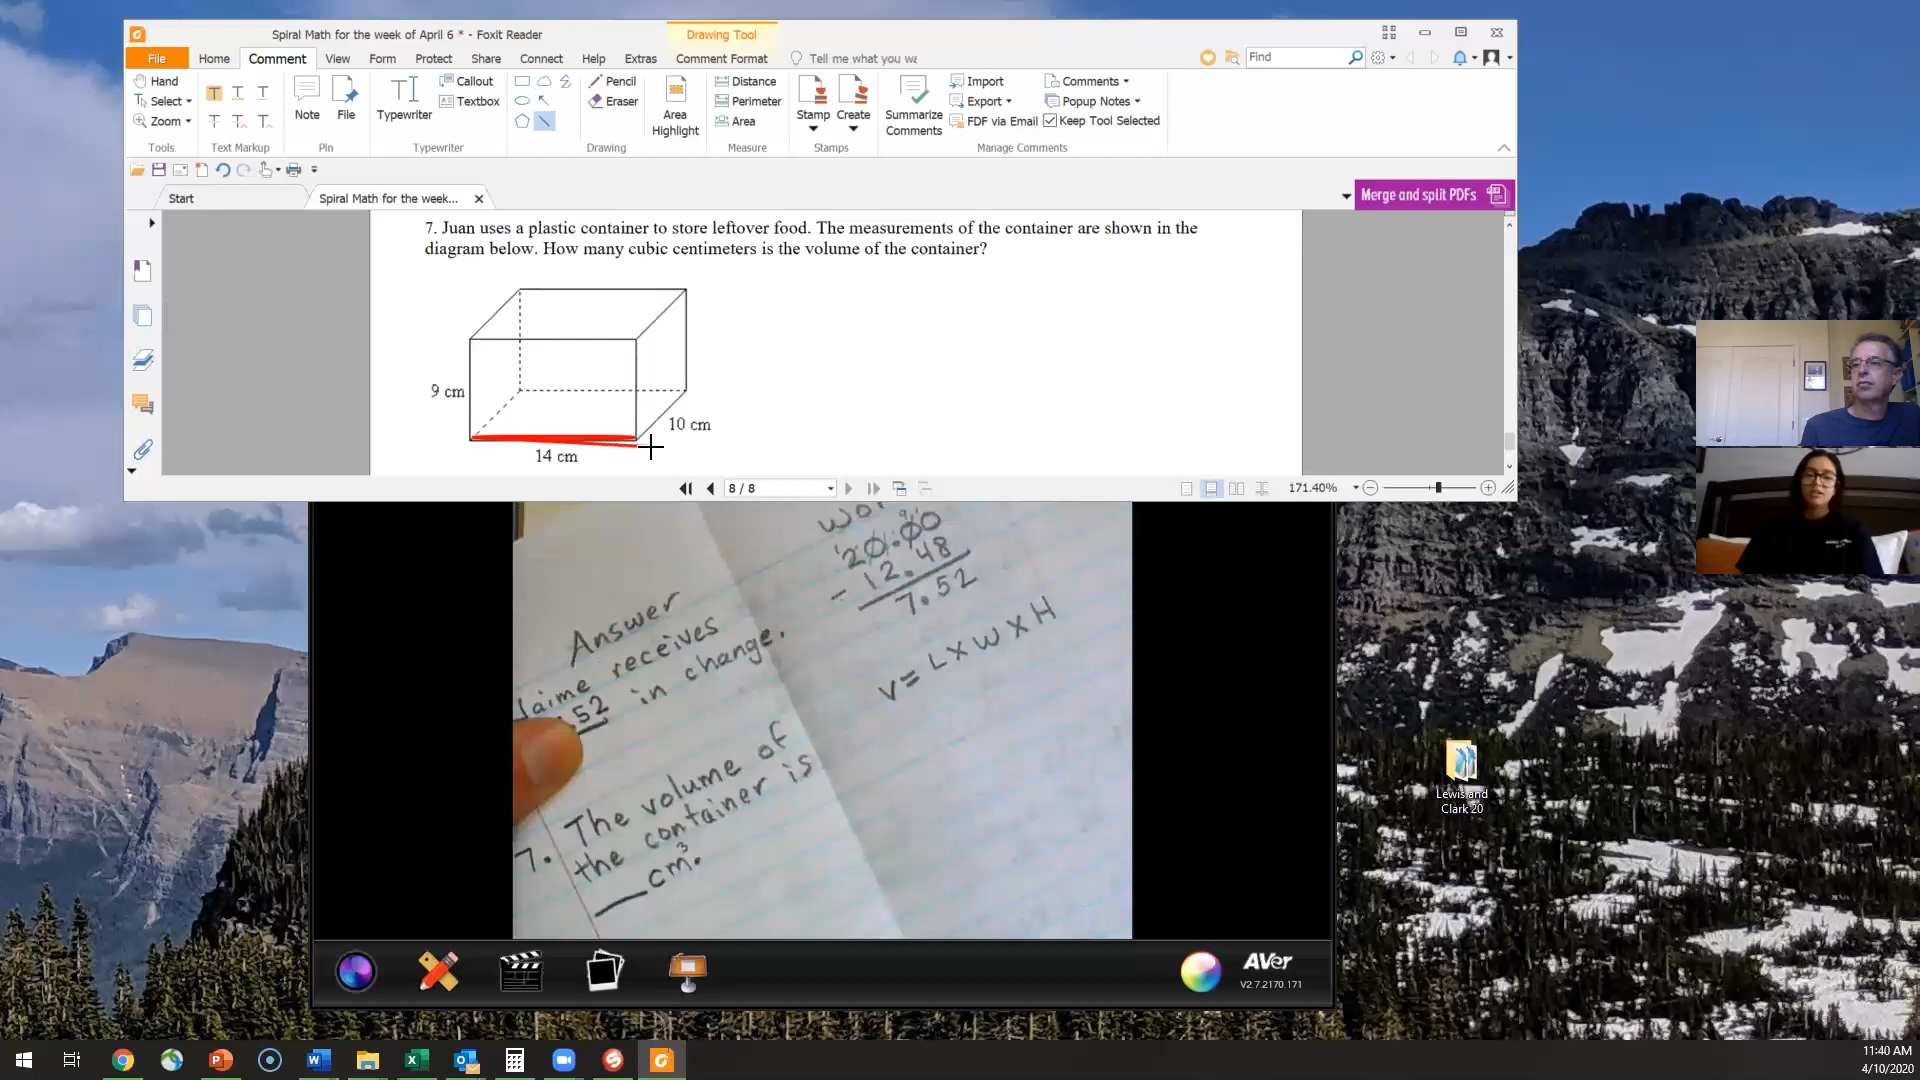 Spiral Math for the week of April 6 * - Foxit Reader
Drawing Tool
File Home Comment View Form Protect Share Connect Help Extras Comment Format Tell me what you wa Find
Hand
Select
Zoom
Tools
Text Markup
Note File
Pin
Typewriter
Callout
Textbox
Typewriter
Pencil
Eraser
Area Highlight
Drawing
Distance
Perimeter
Area
Measure
Stamp Create
Stamps
Summarize Comments
Import
Export
FDF via Email
Comments
Popup Notes
Keep Tool Selected
Manage Comments
Start Spiral Math for the week... Merge and split PDFs
7. Juan uses a plastic container to store leftover food. The measurements of the container are shown in the
diagram below. How many cubic centimeters is the volume of the container?
9 cm
10 cm
14 cm
8 / 8 171.40%
20.00
- 12.48
7.52
V = L X W X H
Answer
Jaime receives
.52 in change.
7. The volume of
the container is
__ cm³.
Lewis and
Clark 20
AVer
V2.7.2170.171
11:40 AM
4/10/2020